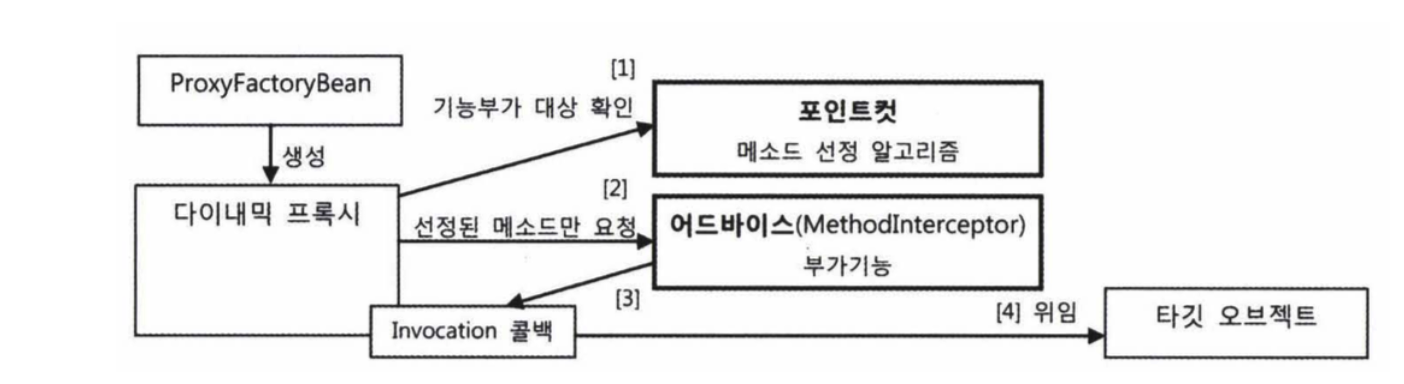 ProxyFactoryBean
생성
다이내믹 프록시
[1]
기능부가 대상 확인
포인트컷
메소드 선정 알고리즘
[2]
선정된 메소드만 요청
어드바이스(MethodInterceptor)
부가기능
[3]
Invocation 콜백
[4] 위임
타깃 오브젝트